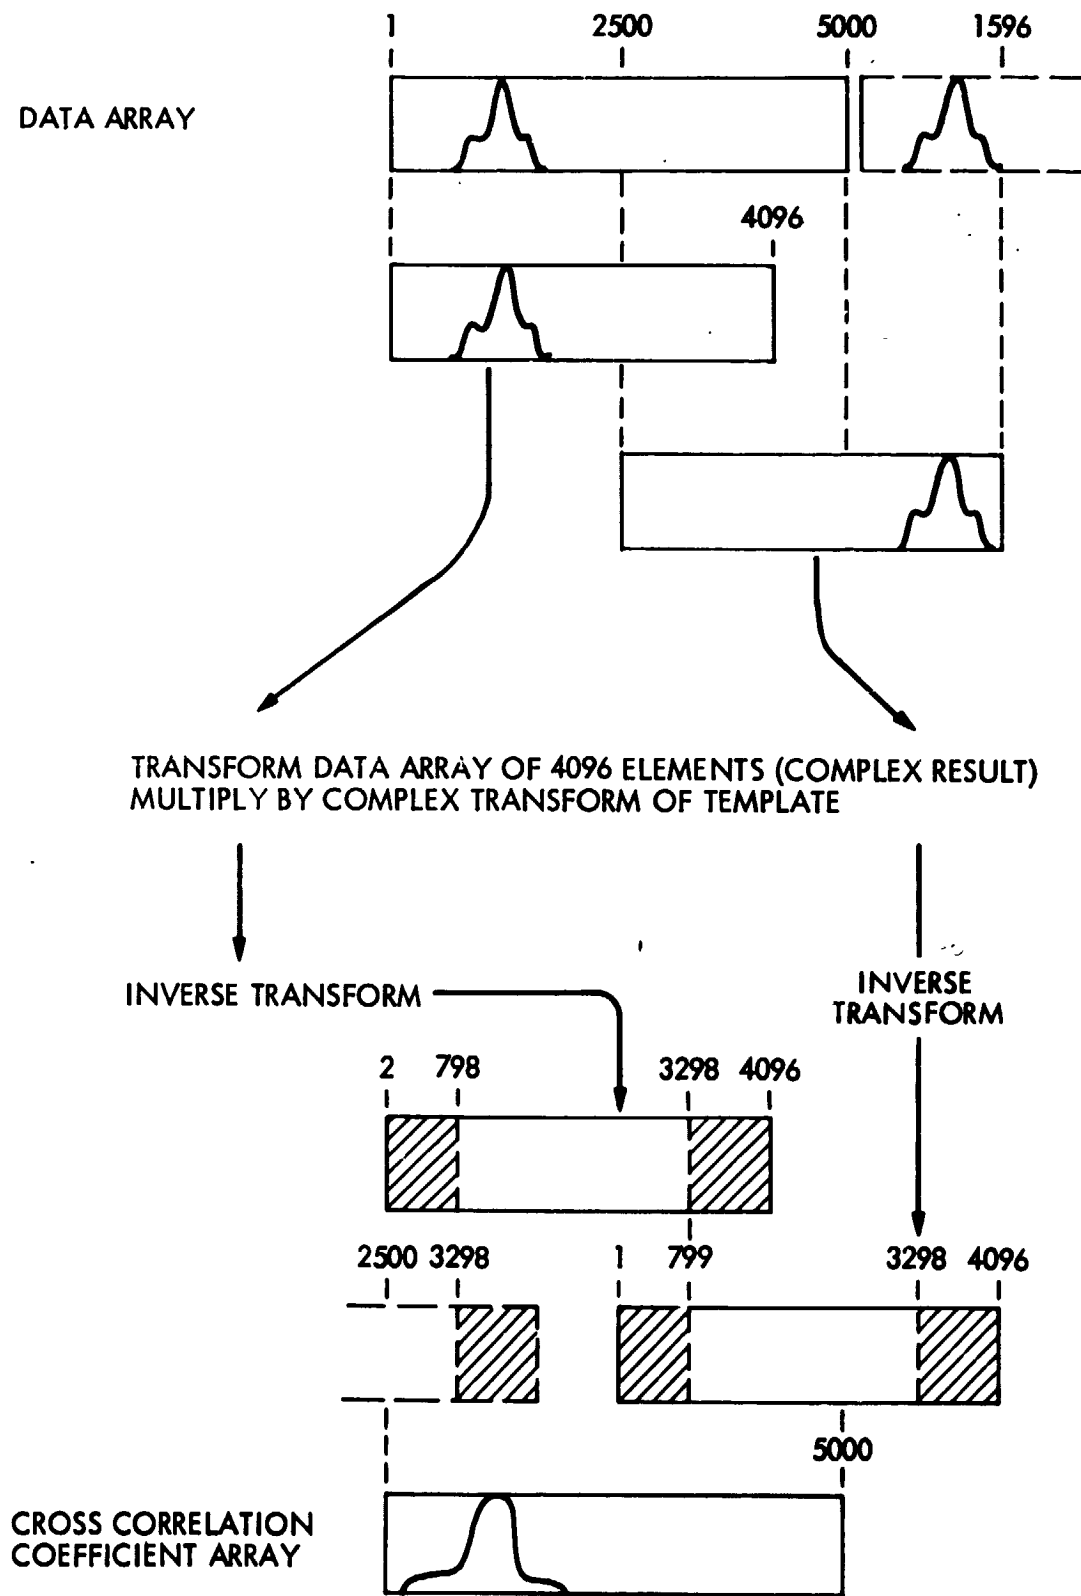 1 2500 5000 1596
DATA ARRAY
4096
TRANSFORM DATA ARRAY OF 4096 ELEMENTS (COMPLEX RESULT)
MULTIPLY BY COMPLEX TRANSFORM OF TEMPLATE
INVERSE TRANSFORM
INVERSE
TRANSFORM
2 798 3298 4096
2500 3298 1 799 3298 4096
5000
CROSS CORRELATION
COEFFICIENT ARRAY